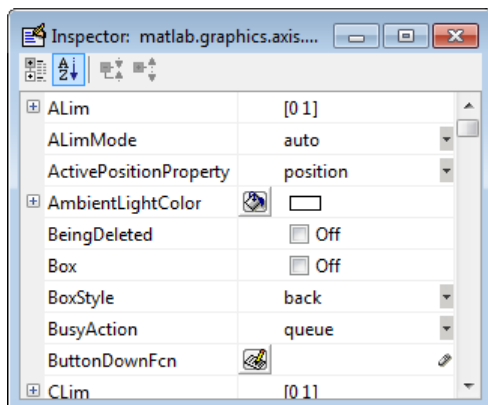 Inspector: matlab.graphics.axis....
ALim [0 1]
ALimMode auto
ActivePositionProperty position
AmbientLightColor
BeingDeleted Off
Box Off
BoxStyle back
BusyAction queue
ButtonDownFcn
CLim [0 1]